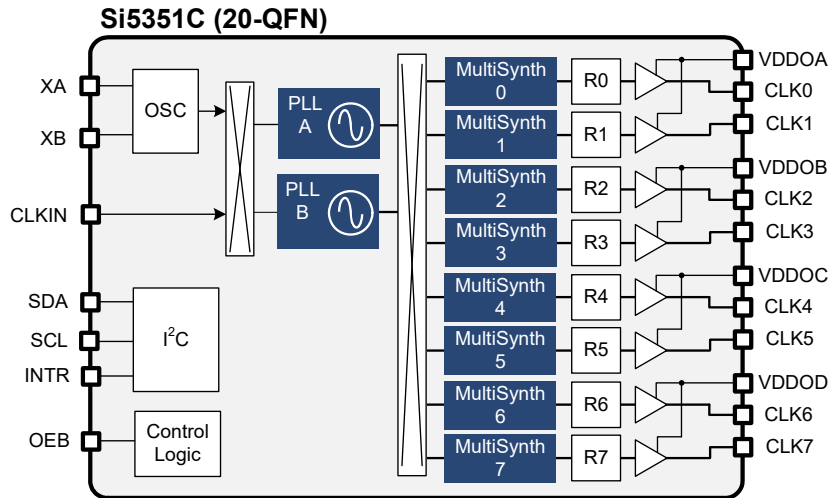 Si5351C (20-QFN)
XA
XB
CLKIN
SDA
SCL
INTR
OEB
OSC
I²C
Control
Logic
PLL
A
PLL
B
MultiSynth
0
MultiSynth
1
MultiSynth
2
MultiSynth
3
MultiSynth
4
MultiSynth
5
MultiSynth
6
MultiSynth
7
R0
R1
R2
R3
R4
R5
R6
R7
VDDOA
CLK0
CLK1
VDDOB
CLK2
CLK3
VDDOC
CLK4
CLK5
VDDOD
CLK6
CLK7